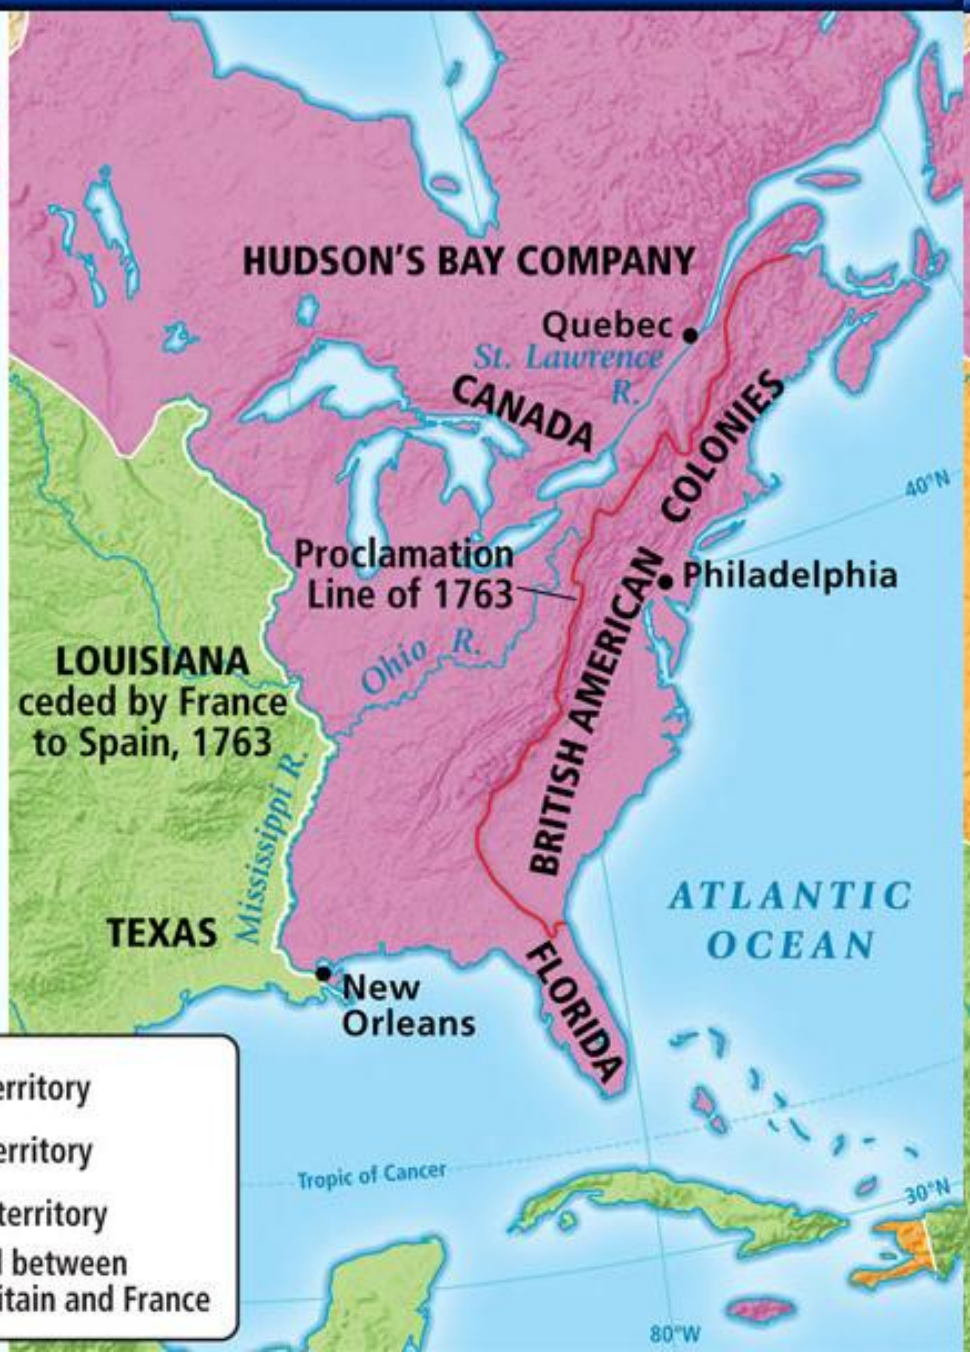 HUDSON'S BAY COMPANY
Quebec
St. Lawrence
R.
CANADA
COLONIES
40°N
Proclamation
Line of 1763
Philadelphia
BRITISH AMERICAN
Ohio R.
LOUISIANA
ceded by France
to Spain, 1763
Mississippi R.
ATLANTIC
OCEAN
TEXAS
New
Orleans
FLORIDA
erritory
erritory
territory
between
itain and France
Tropic of Cancer
30°N
80°W